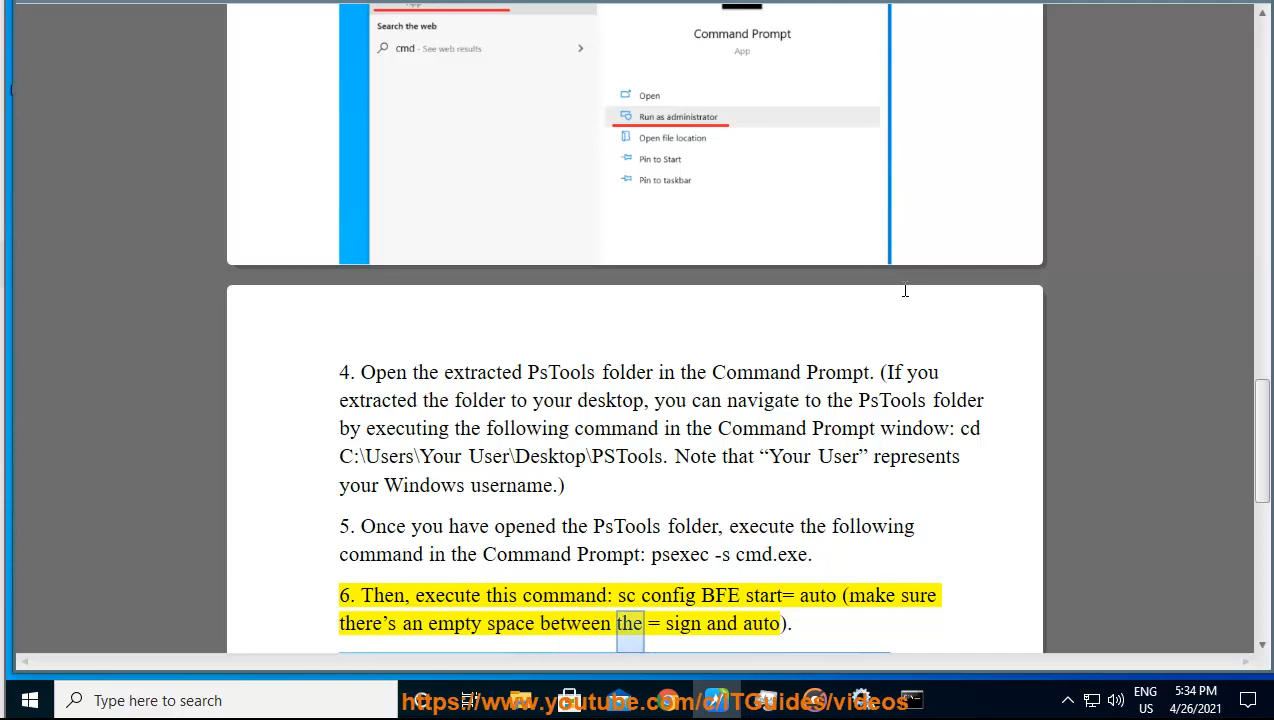 Search the web
cmd - See web results
Command Prompt
App
Open
Run as administrator
Open file location
Pin to Start
Pin to taskbar
4. Open the extracted PsTools folder in the Command Prompt. (If you
extracted the folder to your desktop, you can navigate to the PsTools folder
by executing the following command in the Command Prompt window: cd
C:\Users\Your User\Desktop\PSTools. Note that “Your User” represents
your Windows username.)
5. Once you have opened the PsTools folder, execute the following
command in the Command Prompt: psexec -s cmd.exe.
6. Then, execute this command: sc config BFE start= auto (make sure
there’s an empty space between the = sign and auto).
Type here to search
https://www.youtube.com/c/ITGuides/videos
ENG
US
5:34 PM
4/26/2021